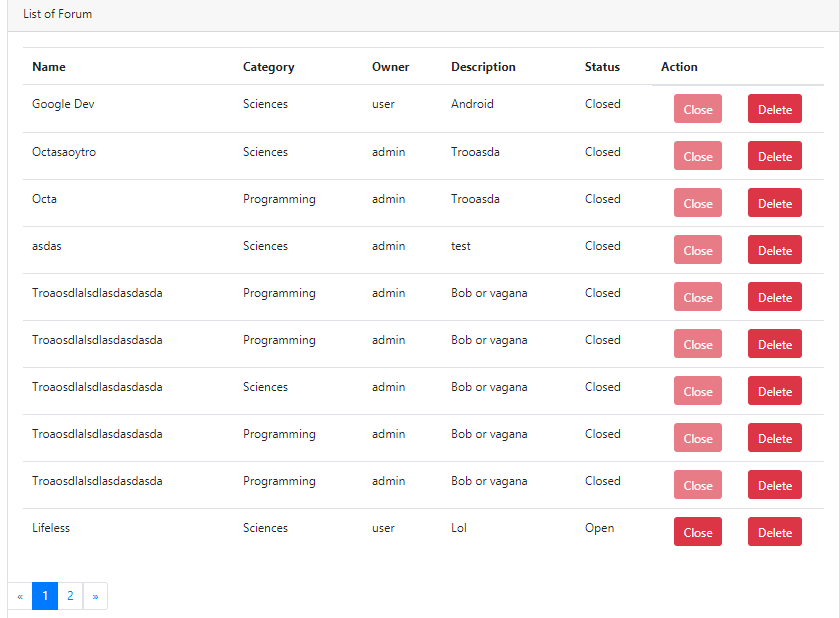 List of Forum
Name Category Owner Description Status Action
Google Dev Sciences user Android Closed Close Delete
Octasaoytro Sciences admin Trooasda Closed Close Delete
Octa Programming admin Trooasda Closed Close Delete
asdas Sciences admin test Closed Close Delete
Troaosdlalsdlasdasdasda Programming admin Bob or vagana Closed Close Delete
Troaosdlalsdlasdasdasda Programming admin Bob or vagana Closed Close Delete
Troaosdlalsdlasdasdasda Sciences admin Bob or vagana Closed Close Delete
Troaosdlalsdlasdasdasda Programming admin Bob or vagana Closed Close Delete
Troaosdlalsdlasdasdasda Programming admin Bob or vagana Closed Close Delete
Lifeless Sciences user Lol Open Close Delete
« 1 2 »